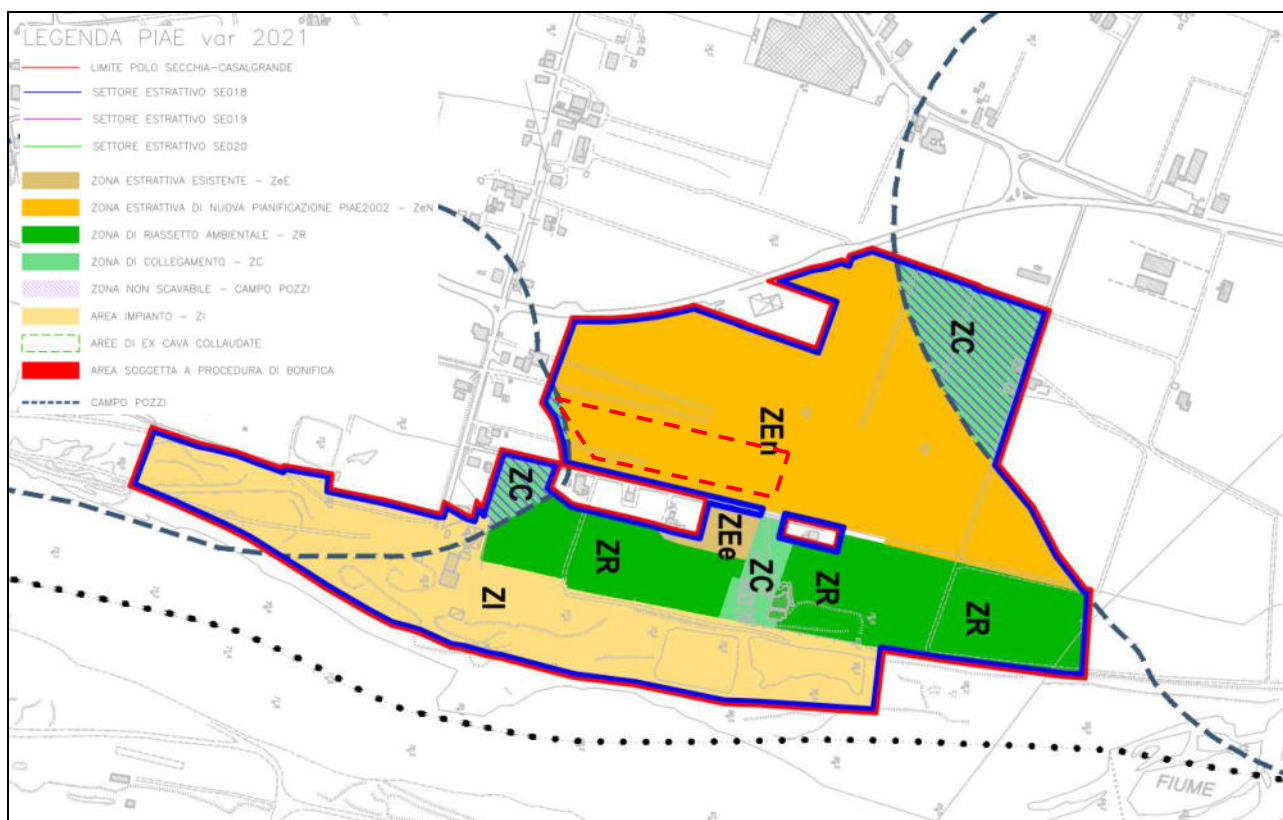 LEGENDA PIAE var 2021
LIMITE POLO SECCHIA-CASALGRANDE
SETTORE ESTRATTIVO SE018
SETTORE ESTRATTIVO SE019
SETTORE ESTRATTIVO SE020
ZONA ESTRATTIVA ESISTENTE - ZeE
ZONA ESTRATTIVA DI NUOVA PIANIFICAZIONE PIAE2002 - ZeN
ZONA DI RIASSETTO AMBIENTALE - ZR
ZONA DI COLLEGAMENTO - ZC
ZONA NON SCAVABILE - CAMPO POZZI
AREA IMPIANTO - ZI
AREE DI EX CAVA COLLAUDATE
AREA SOGGETTA A PROCEDURA DI BONIFICA
CAMPO POZZI
ZC
ZEn
ZC
ZEe
ZR
ZC
ZR
ZI
ZR
FIUME